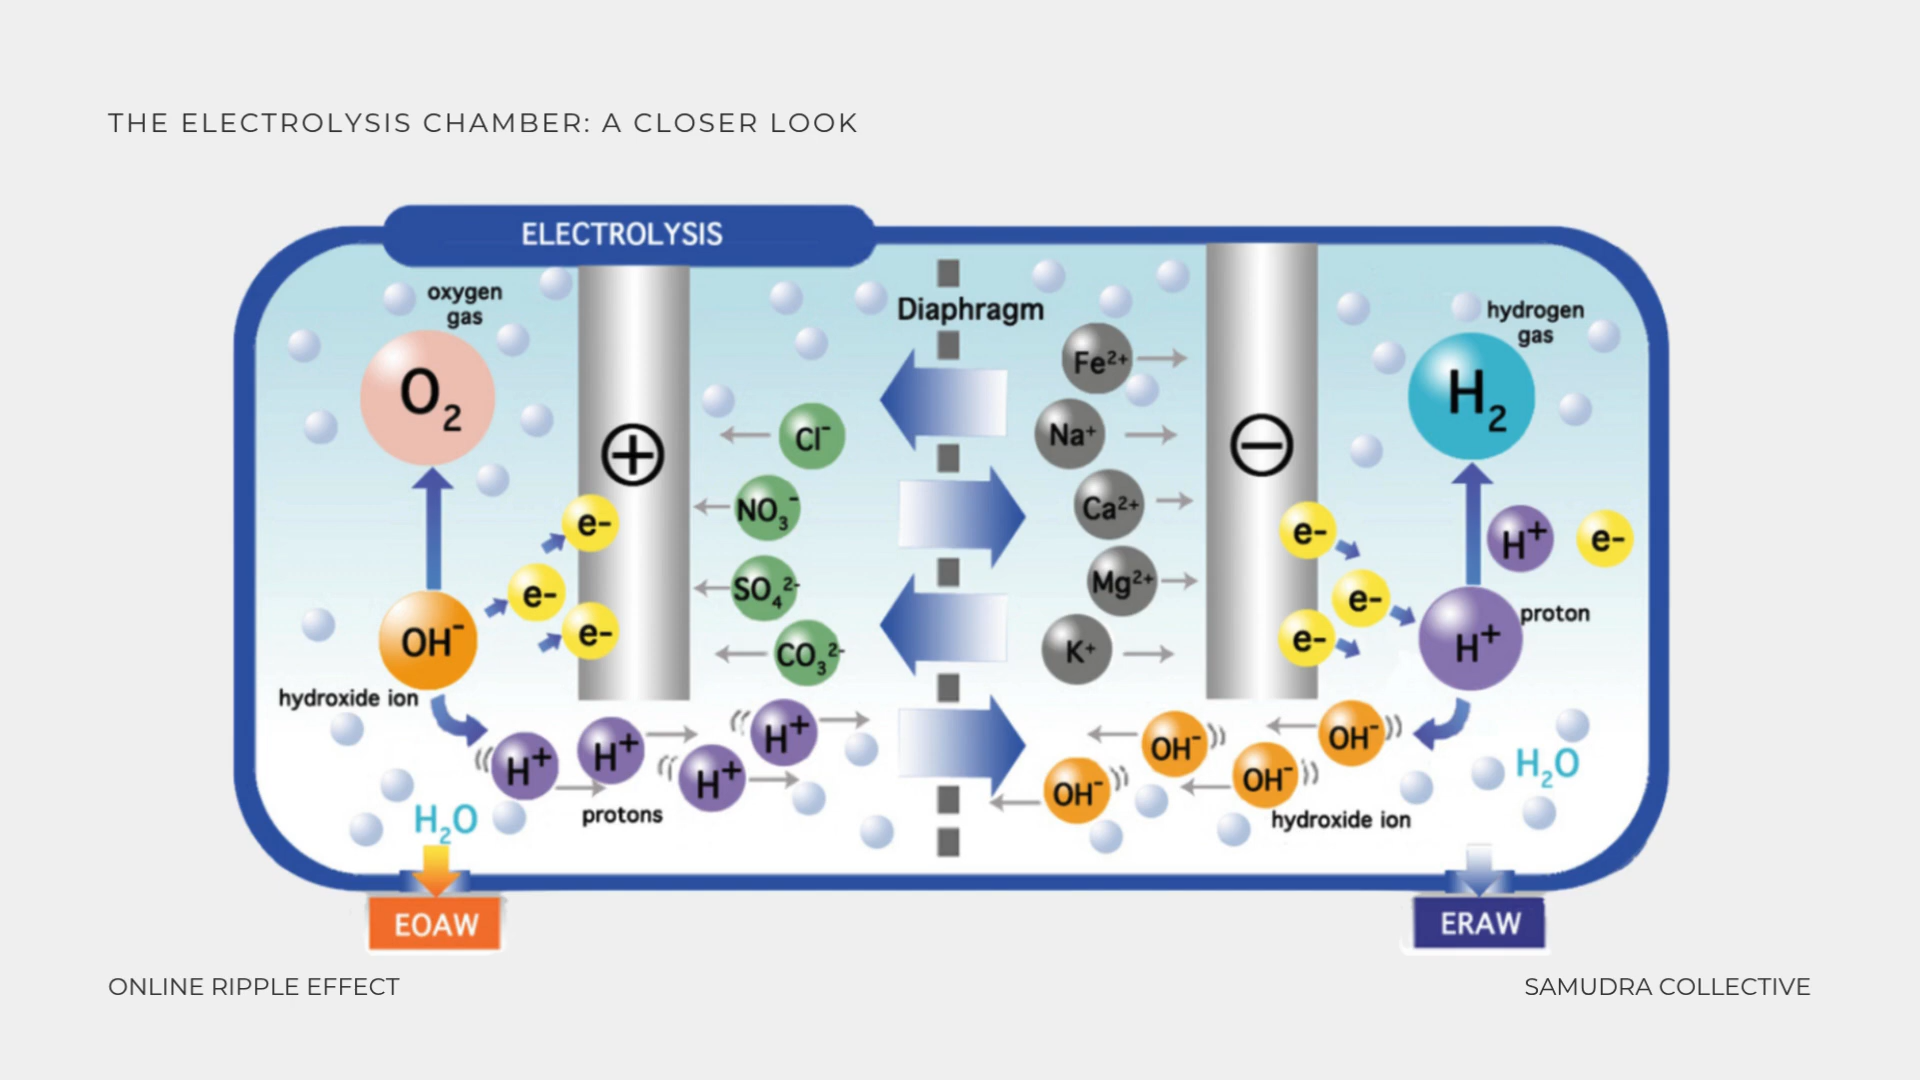 THE ELECTROLYSIS CHAMBER: A CLOSER LOOK
ELECTROLYSIS
oxygen
gas
O₂
OH⁻
hydroxide ion
e-
e-
e-
⊕
Cl⁻
NO₃⁻
SO₄²⁻
CO₃²⁻
H⁺
H⁺
H⁺
H⁺
protons
H₂O
EOAW
Diaphragm
Fe²⁺
Na⁺
Ca²⁺
Mg²⁺
K⁺
⊖
e-
e-
e-
hydrogen
gas
H₂
H⁺
e-
proton
H⁺
OH⁻
OH⁻
OH⁻
OH⁻
hydroxide ion
H₂O
ERAW
ONLINE RIPPLE EFFECT
SAMUDRA COLLECTIVE